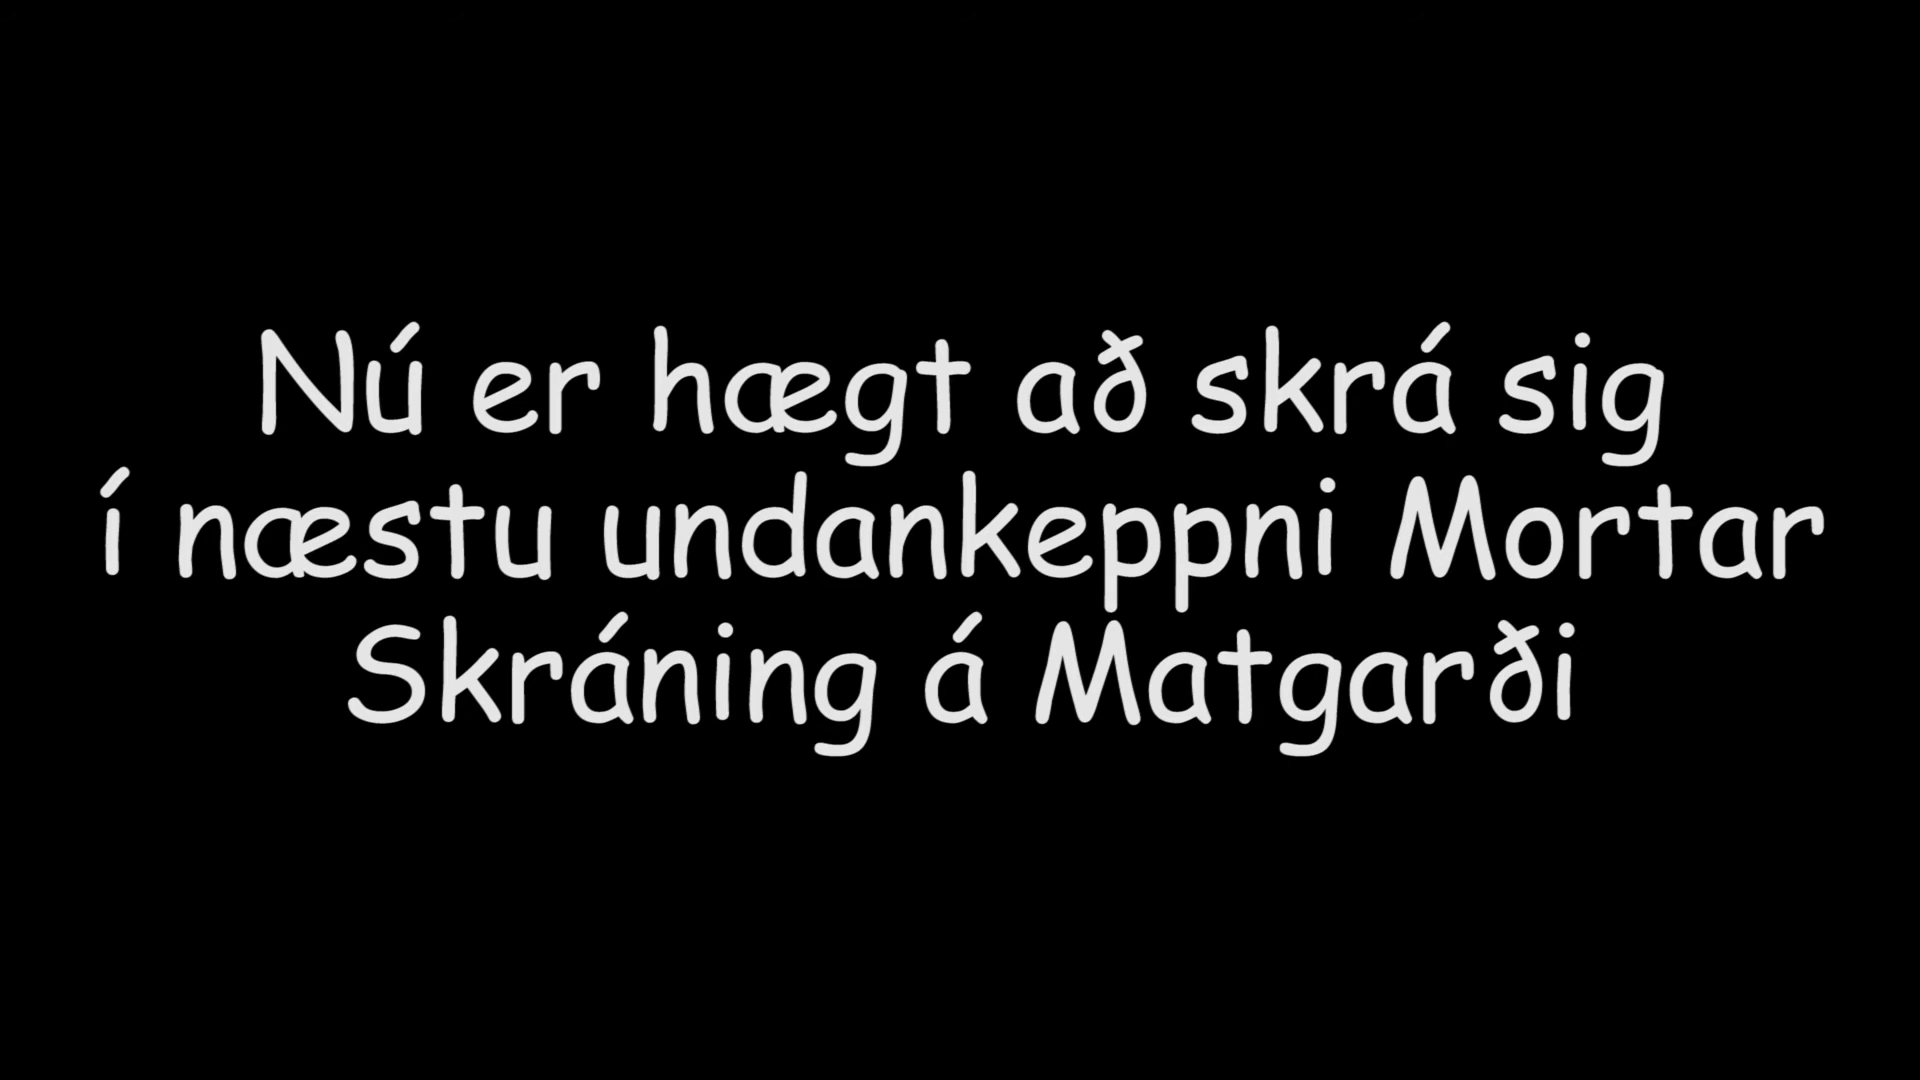 Nú er hægt að skrá sig
í næstu undankeppni Mortar
Skráning á Matgarði